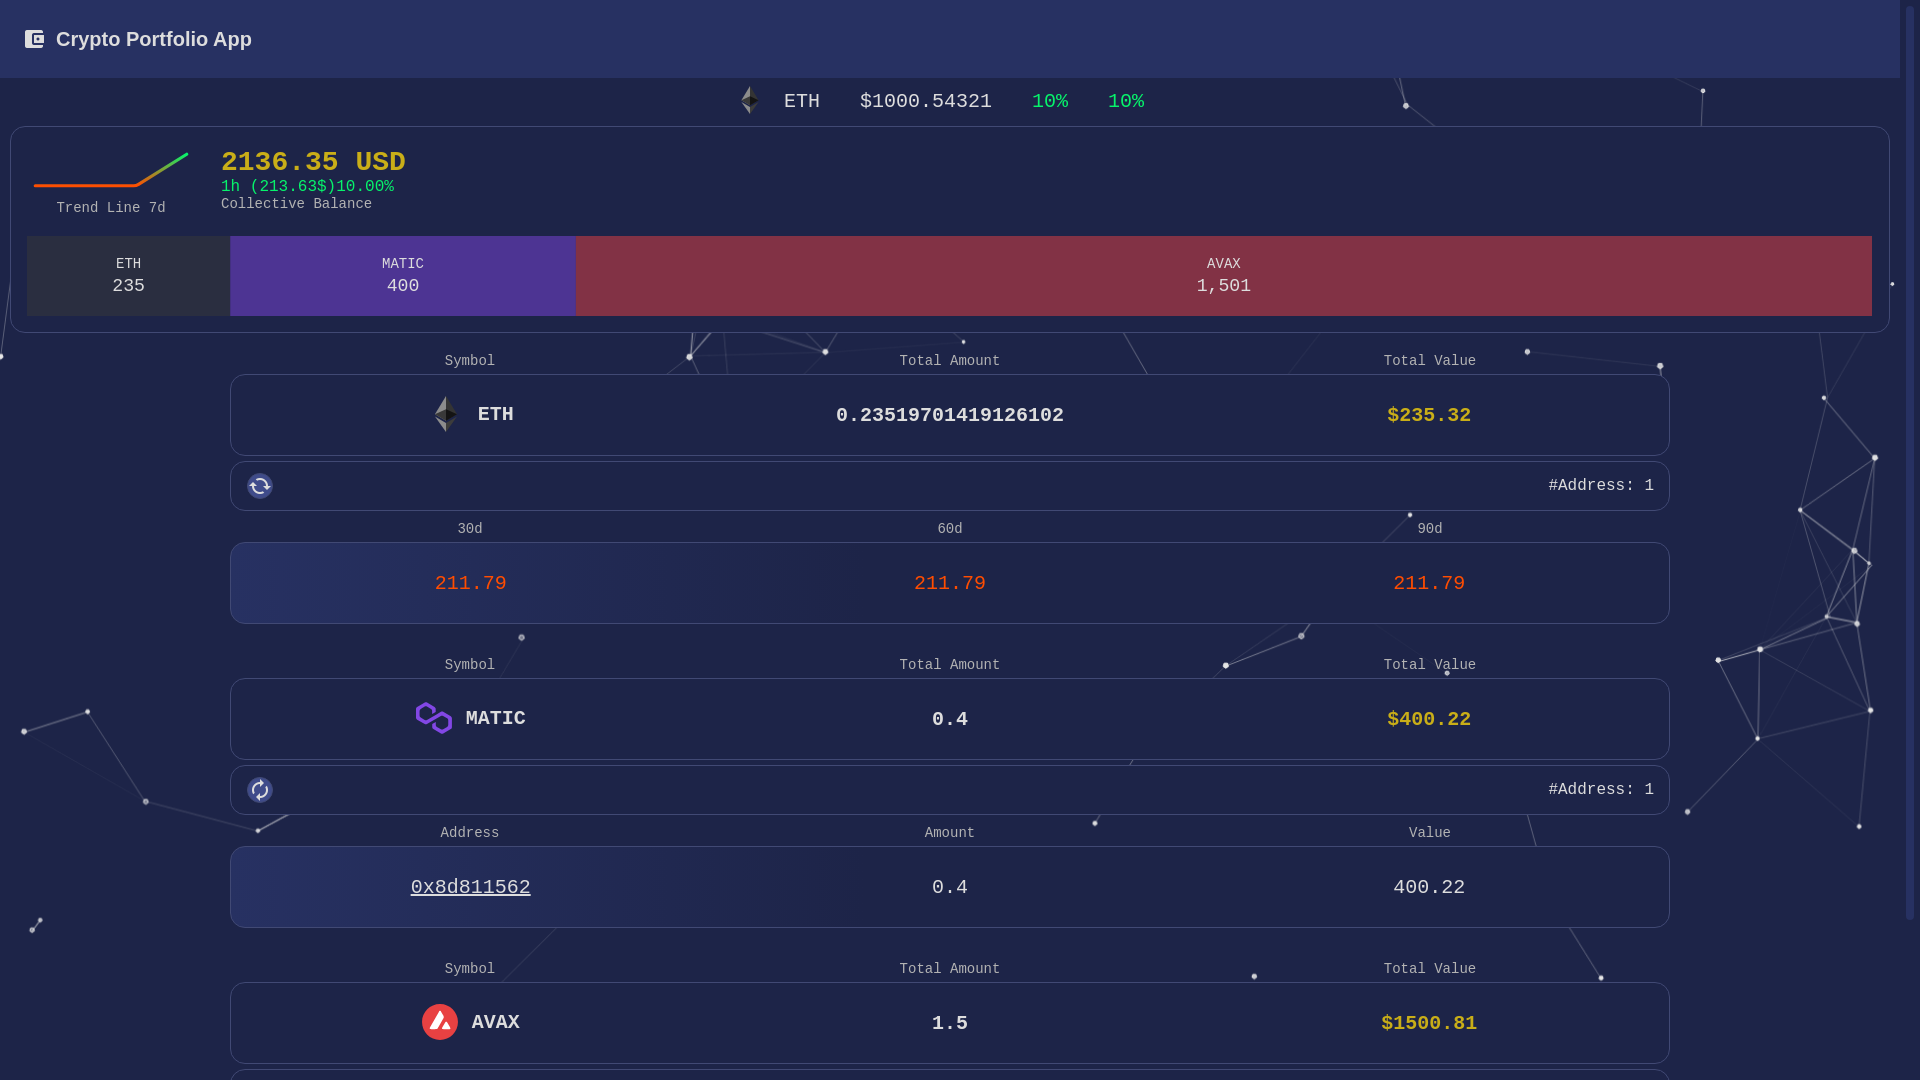 Crypto Portfolio App
ETH $1000.54321 10% 10%
2136.35 USD
1h (213.63$)10.00%
Collective Balance
Trend Line 7d
ETH MATIC AVAX
235 400 1,501
Symbol Total Amount Total Value
ETH 0.23519701419126102 $235.32
#Address: 1
30d 60d 90d
211.79 211.79 211.79
Symbol Total Amount Total Value
MATIC 0.4 $400.22
#Address: 1
Address Amount Value
0x8d811562 0.4 400.22
Symbol Total Amount Total Value
AVAX 1.5 $1500.81